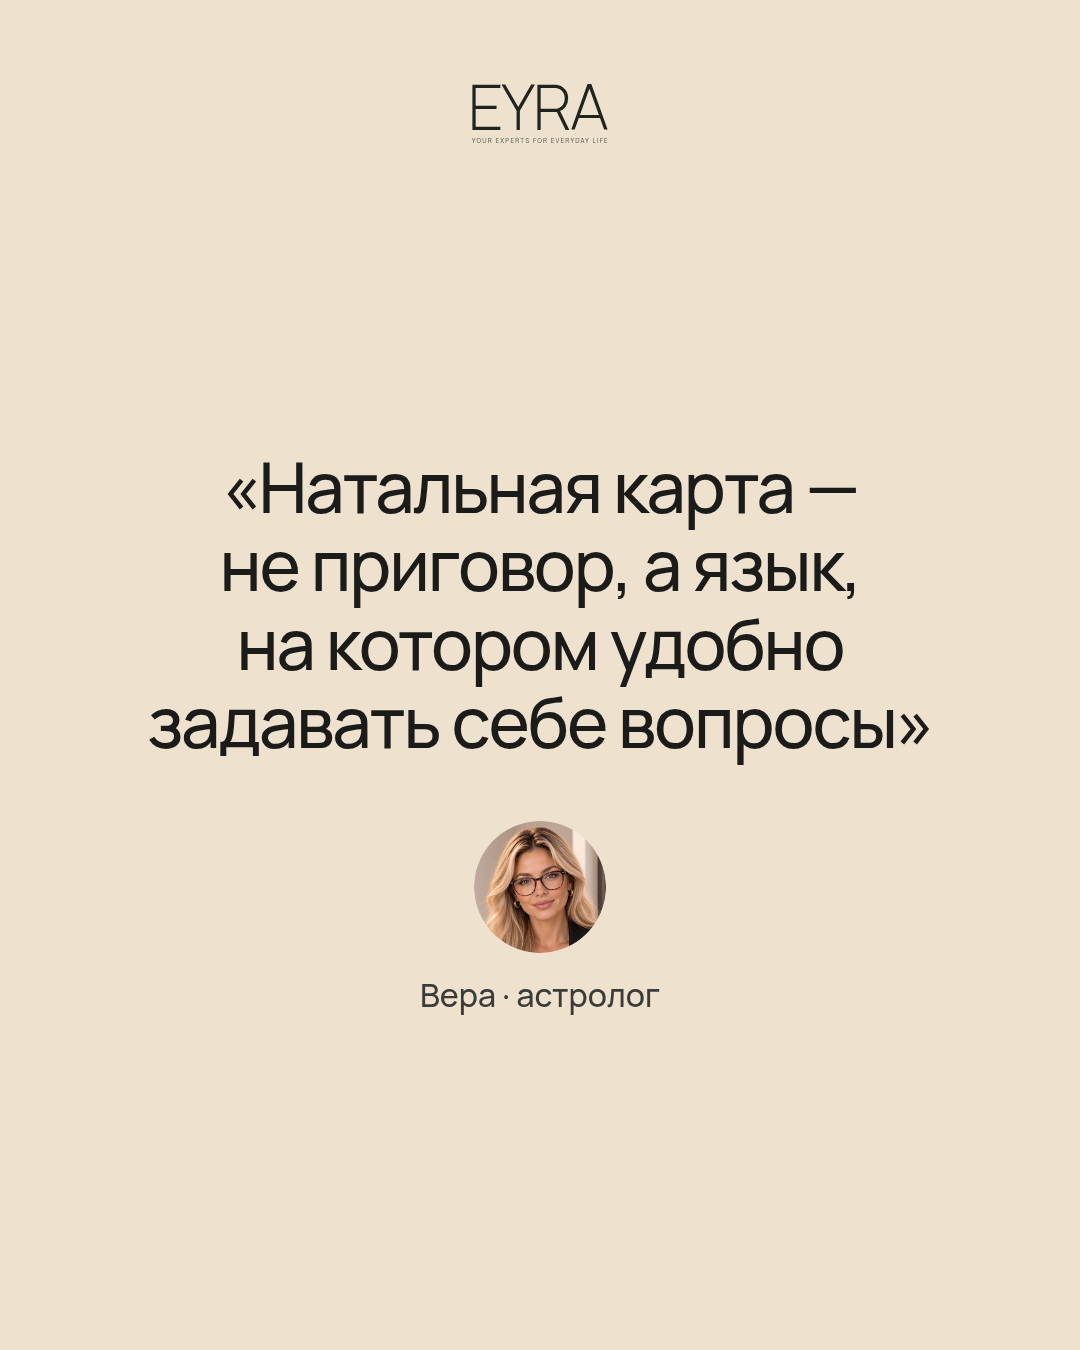 EYRA
YOUR EXPERTS FOR EVERYDAY LIFE
«Натальная карта —
не приговор, а язык,
на котором удобно
задавать себе вопросы»
Вера · астролог